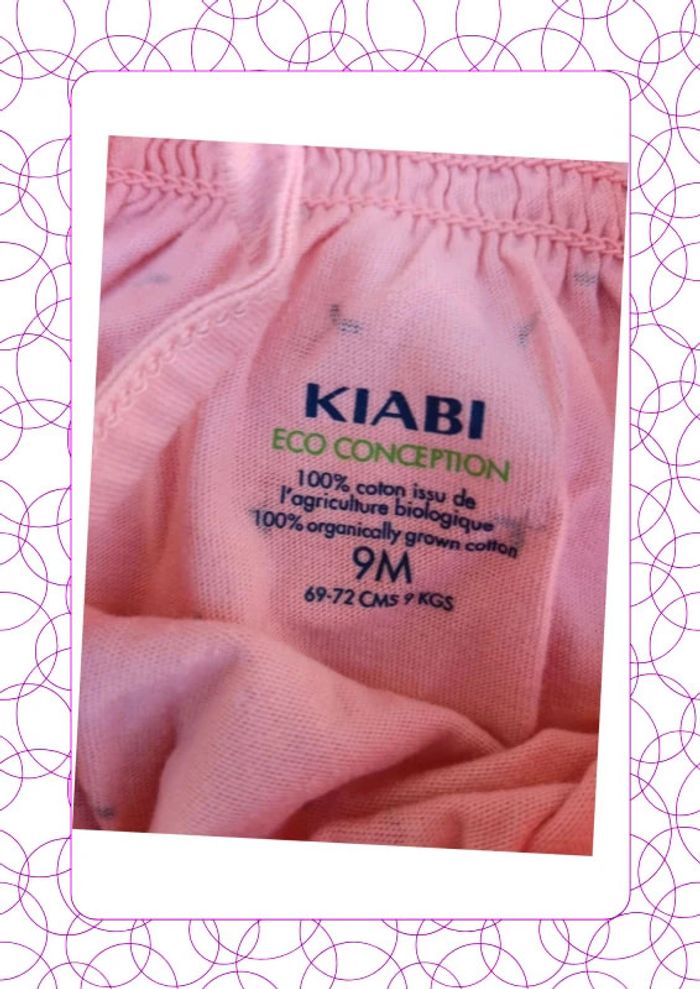 KIABI
ECO CONCEPTION
100% coton issu de
l'agriculture biologique
100% organically grown cotton
9M
69-72 CMS 9 KGS